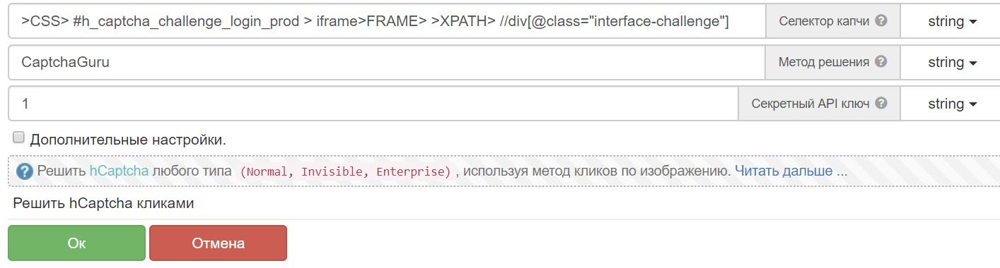 >CSS> #h_captcha_challenge_login_prod > iframe>FRAME> >XPATH> //div[@class="interface-challenge"] Селектор капчи ? string
CaptchaGuru Метод решения ? string
1 Секретный API ключ ? string
Дополнительные настройки.
? Решить hCaptcha любого типа (Normal, Invisible, Enterprise) , используя метод кликов по изображению. Читать дальше ...
Решить hCaptcha кликами
Ок Отмена